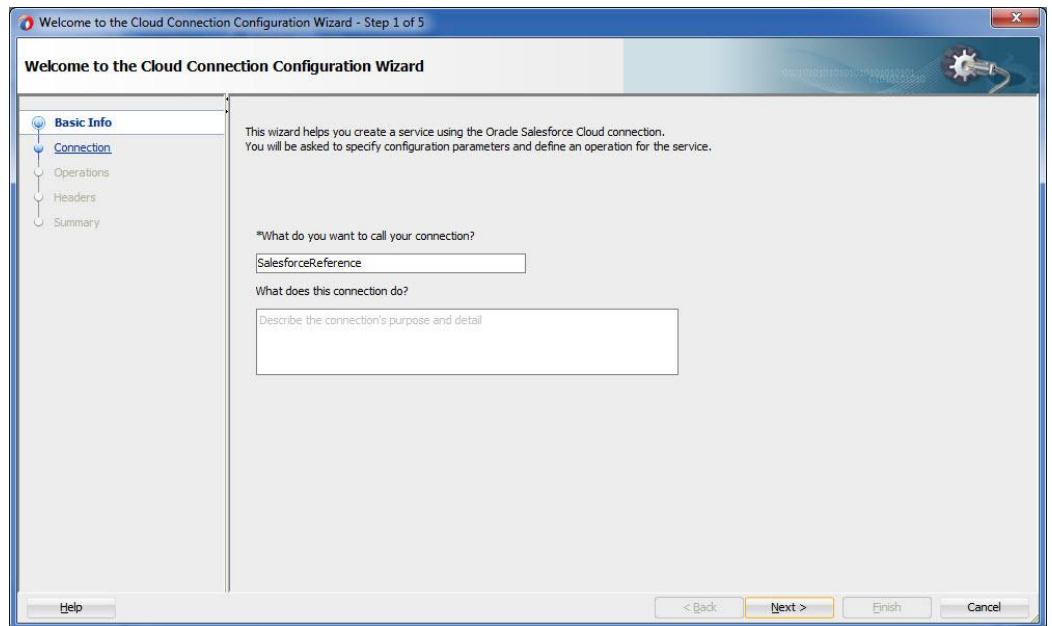 Welcome to the Cloud Connection Configuration Wizard - Step 1 of 5
Welcome to the Cloud Connection Configuration Wizard
Basic Info
Connection
Operations
Headers
Summary
This wizard helps you create a service using the Oracle Salesforce Cloud connection.
You will be asked to specify configuration parameters and define an operation for the service.
*What do you want to call your connection?
SalesforceReference
What does this connection do?
Describe the connection's purpose and detail
Help
< Back
Next >
Finish
Cancel